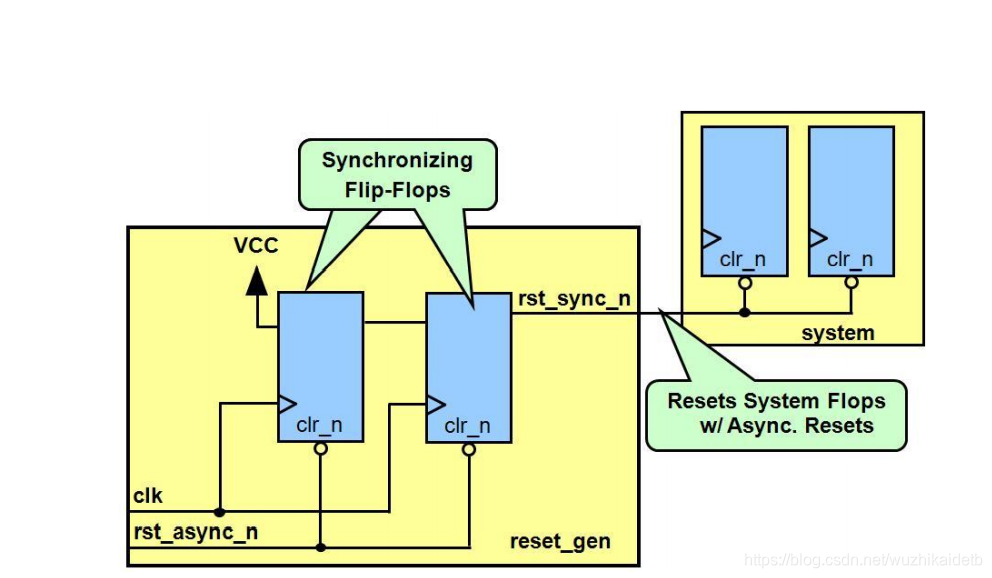 Synchronizing
Flip-Flops
VCC
clr_n
clr_n
rst_sync_n
clr_n
clr_n
system
Resets System Flops
w/ Async. Resets
clk
rst_async_n
reset_gen
https://blog.csdn.net/wuzhikaidetb